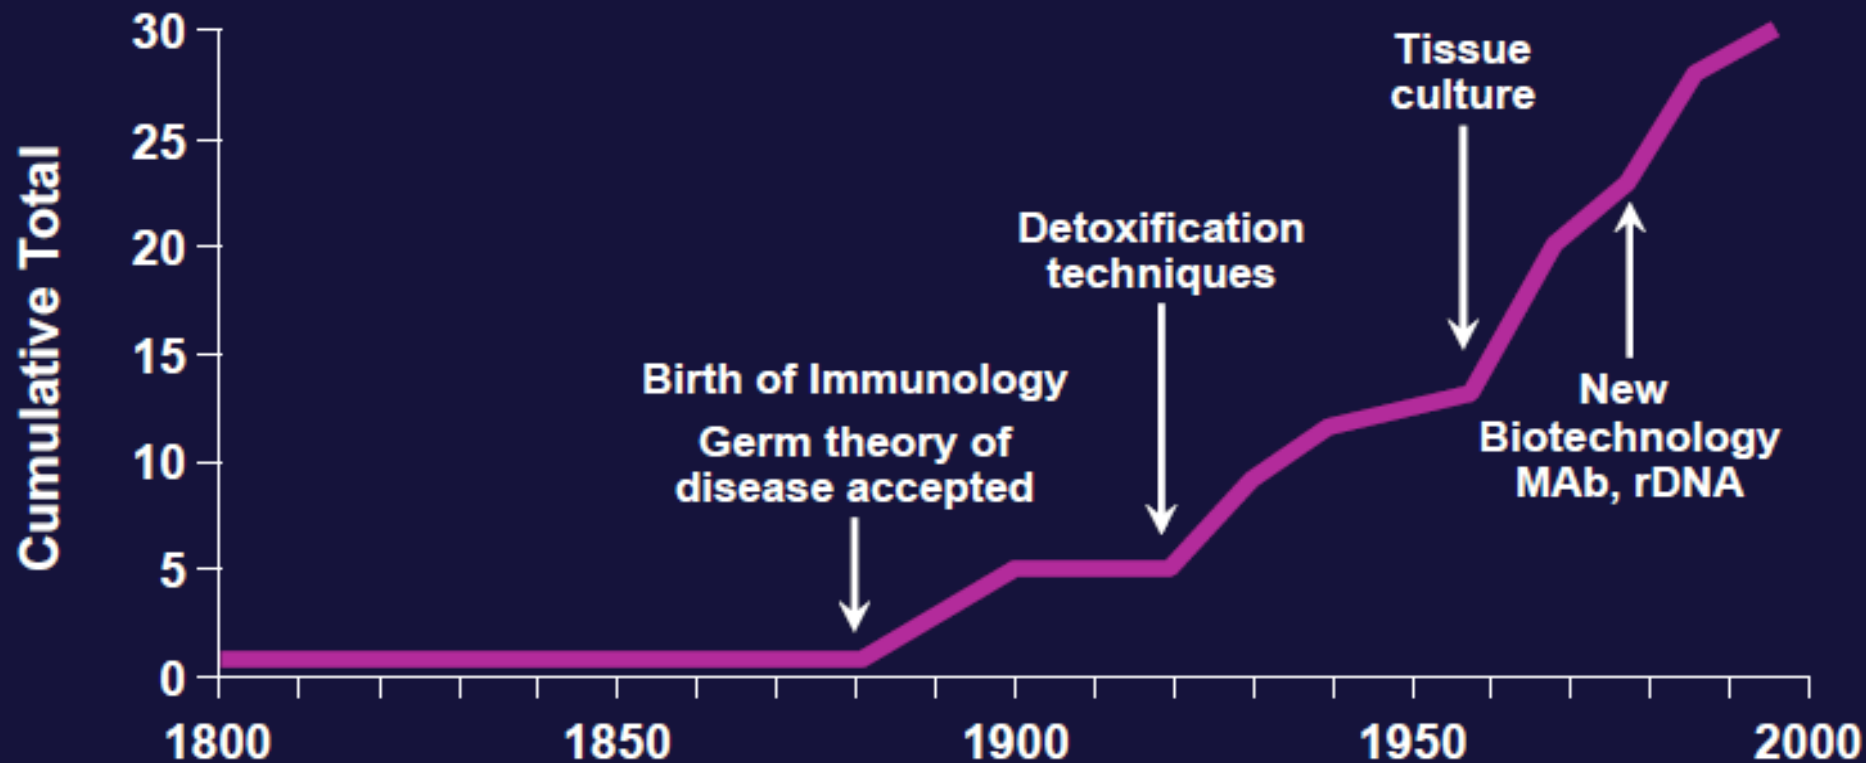 Cumulative Total
30
25
20
15
10
5
0
1800
1850
1900
1950
2000
Birth of Immunology
Germ theory of
disease accepted
Detoxification
techniques
Tissue
culture
New
Biotechnology
MAb, rDNA